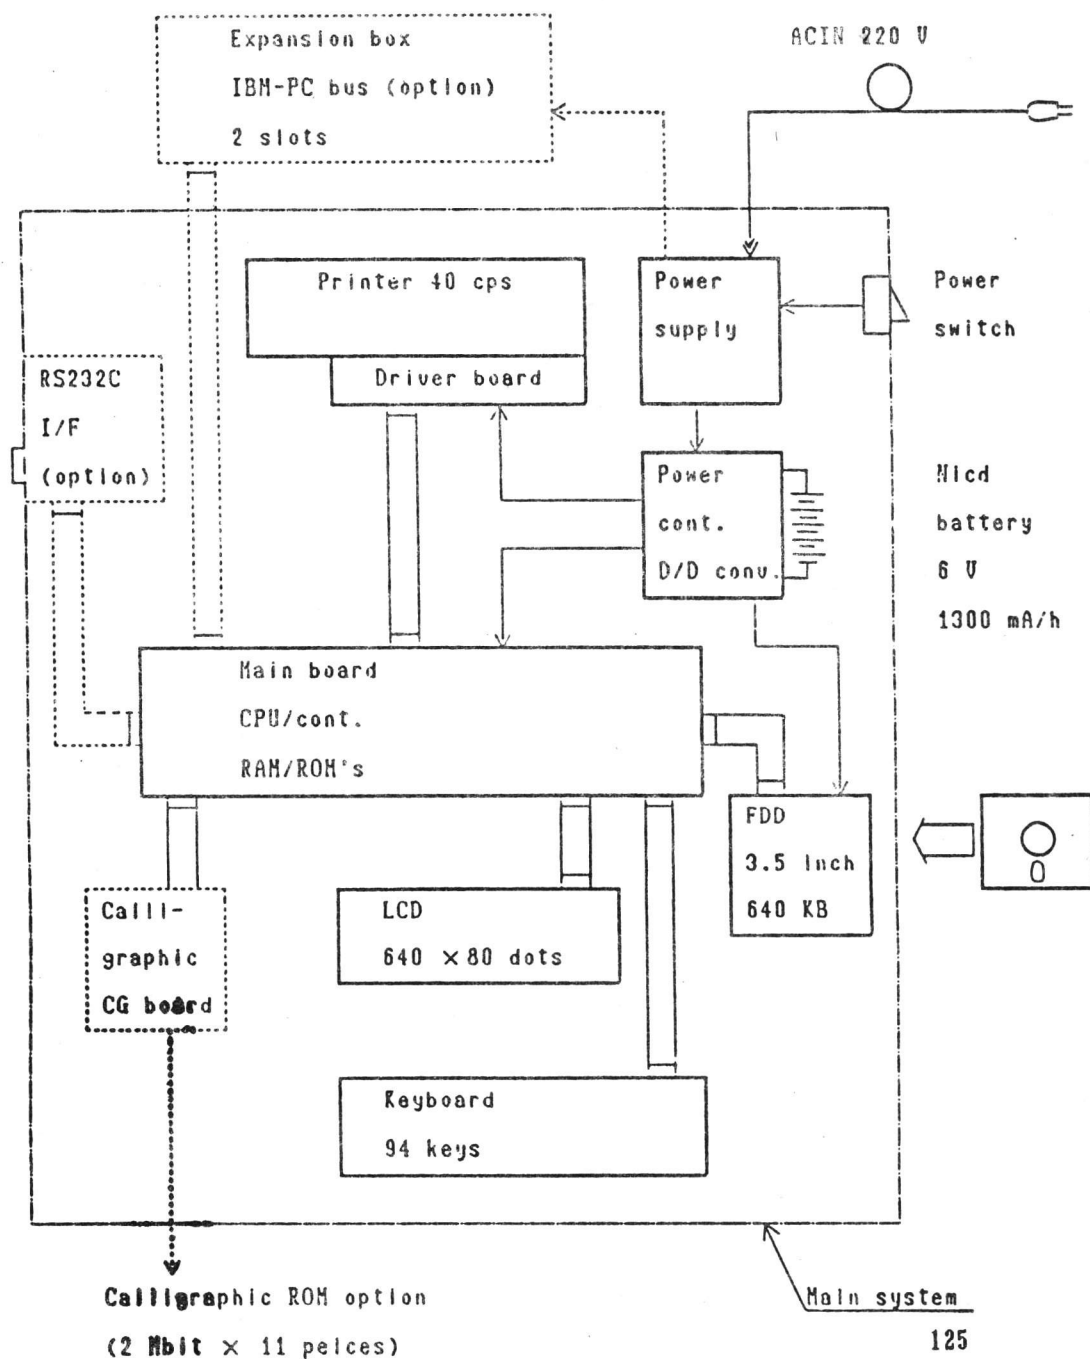 Expansion box
IBM-PC bus (option)
2 slots
ACIN 220 V
Printer 40 cps
Driver board
Power
supply
Power
switch
RS232C
I/F
(option)
Power
cont.
D/D conv.
Nicd
battery
6 V
1300 mA/h
Main board
CPU/cont.
RAM/ROM's
FDD
3.5 inch
640 KB
Calli-
graphic
CG board
LCD
640 × 80 dots
Keyboard
94 keys
Calligraphic ROM option
(2 Mbit × 11 peices)
Main system
125